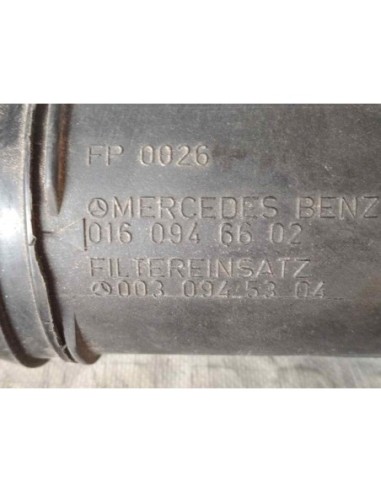 FP 0026
MERCEDES BENZ
016 094 66 02
FILTEREINSATZ
003 094 53 04